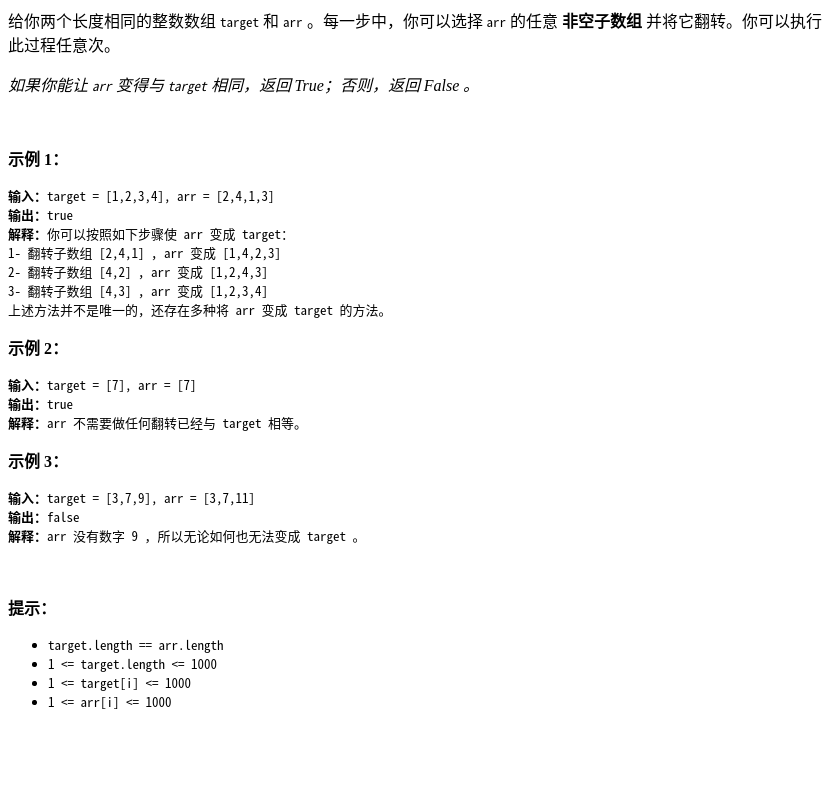 给你两个长度相同的整数数组 target 和 arr 。每一步中，你可以选择 arr 的任意 非空子数组 并将它翻转。你可以执行
此过程任意次。
如果你能让 arr 变得与 target 相同，返回 True；否则，返回 False 。
示例 1：
输入：target = [1,2,3,4], arr = [2,4,1,3]
输出：true
解释：你可以按照如下步骤使 arr 变成 target：
1- 翻转子数组 [2,4,1] ，arr 变成 [1,4,2,3]
2- 翻转子数组 [4,2] ，arr 变成 [1,2,4,3]
3- 翻转子数组 [4,3] ，arr 变成 [1,2,3,4]
上述方法并不是唯一的，还存在多种将 arr 变成 target 的方法。
示例 2：
输入：target = [7], arr = [7]
输出：true
解释：arr 不需要做任何翻转已经与 target 相等。
示例 3：
输入：target = [3,7,9], arr = [3,7,11]
输出：false
解释：arr 没有数字 9 ，所以无论如何也无法变成 target 。
提示：
• target.length == arr.length
• 1 <= target.length <= 1000
• 1 <= target[i] <= 1000
• 1 <= arr[i] <= 1000